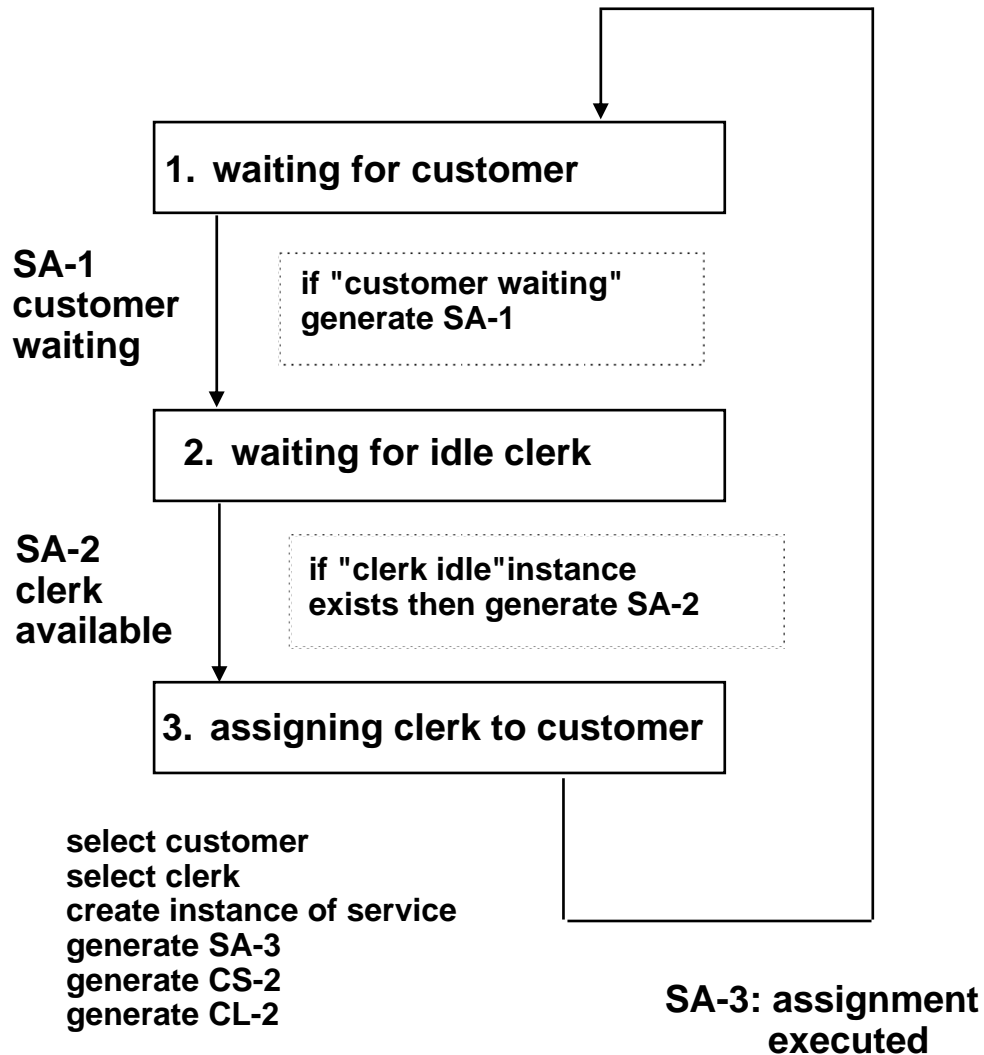 1. waiting for customer
SA-1
customer
waiting
if "customer waiting"
generate SA-1
2. waiting for idle clerk
SA-2
clerk
available
if "clerk idle"instance
exists then generate SA-2
3. assigning clerk to customer
select customer
select clerk
create instance of service
generate SA-3
generate CS-2
generate CL-2
SA-3: assignment
executed